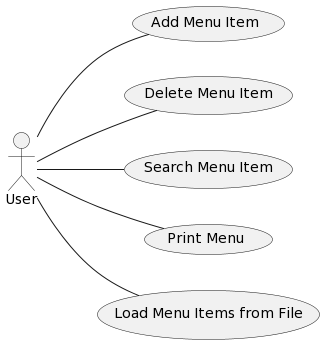 Add Menu Item
Delete Menu Item
Search Menu Item
User
Print Menu
Load Menu Items from File